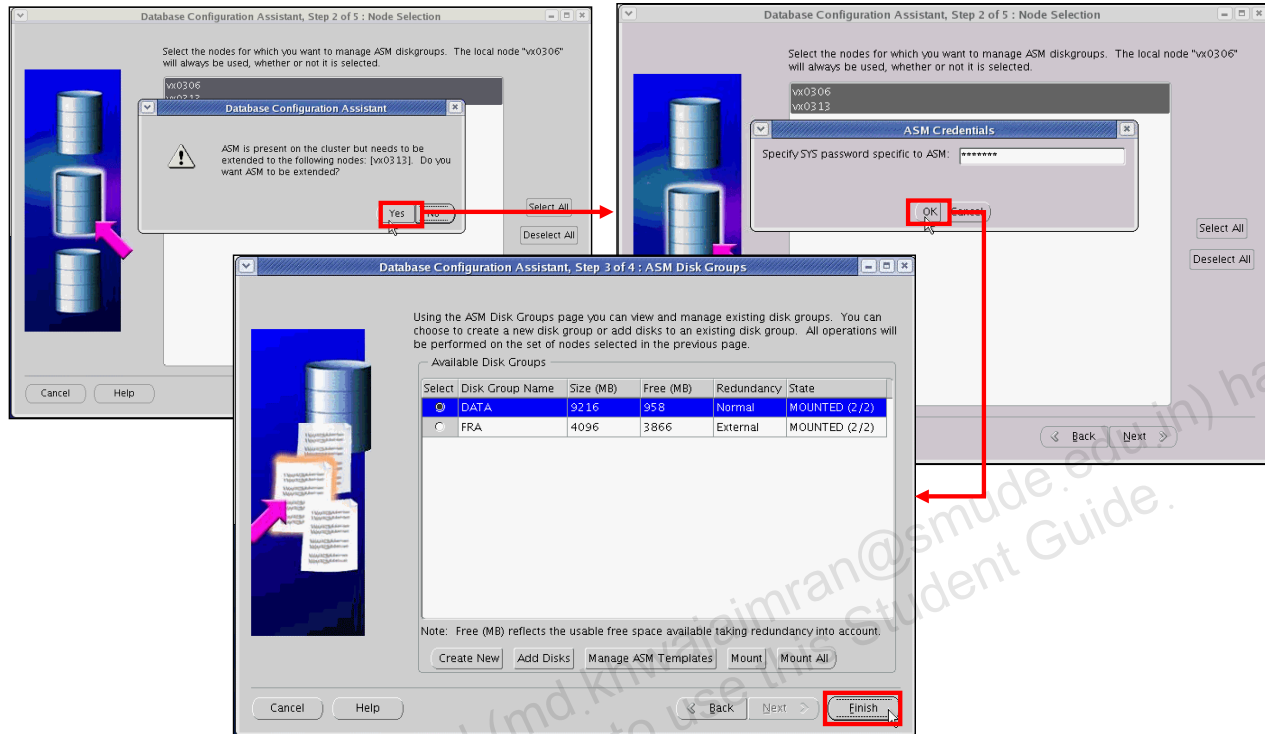 Database Configuration Assistant, Step 2 of 5 : Node Selection
Select the nodes for which you want to manage ASM diskgroups. The local node "vx0306"
will always be used, whether or not it is selected.
vx0306
vx0313
Database Configuration Assistant
ASM is present on the cluster but needs to be
extended to the following nodes: [vx0313]. Do you
want ASM to be extended?
Yes
No
Select All
Deselect All
Cancel
Help
Database Configuration Assistant, Step 2 of 5 : Node Selection
Select the nodes for which you want to manage ASM diskgroups. The local node "vx0306"
will always be used, whether or not it is selected.
vx0306
vx0313
ASM Credentials
Specify SYS password specific to ASM: *******
OK
Cancel
Select All
Deselect All
Back
Next
Database Configuration Assistant, Step 3 of 4 : ASM Disk Groups
Using the ASM Disk Groups page you can view and manage existing disk groups. You can
choose to create a new disk group or add disks to an existing disk group. All operations will
be performed on the set of nodes selected in the previous page.
Available Disk Groups
Select Disk Group Name Size (MB) Free (MB) Redundancy State
DATA 9216 958 Normal MOUNTED (2/2)
FRA 4096 3866 External MOUNTED (2/2)
Note: Free (MB) reflects the usable free space available taking redundancy into account.
Create New
Add Disks
Manage ASM Templates
Mount
Mount All
Cancel
Help
Back
Next
Finish
(md.khwajaimran@smude.edu.in) ha
to use this Student Guide.